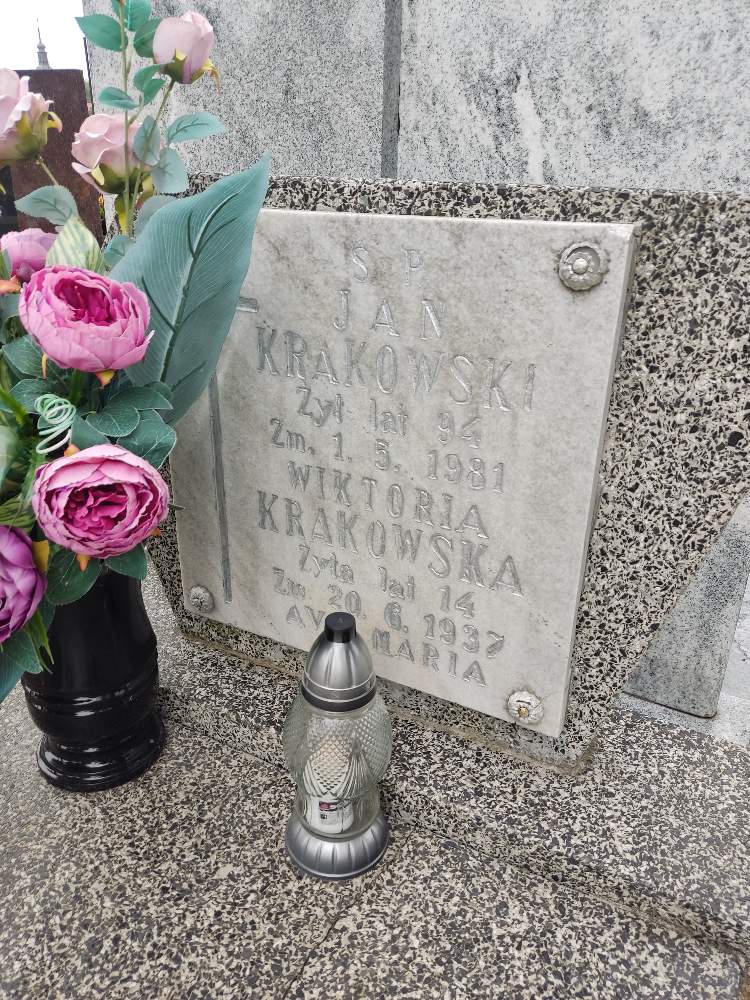 S P
JAN
KRAKOWSKI
Żył lat 94
Zm. 1. 5. 1981
WIKTORIA
KRAKOWSKA
Żyła lat 14
Zm. 20. 6. 1937
MARIA